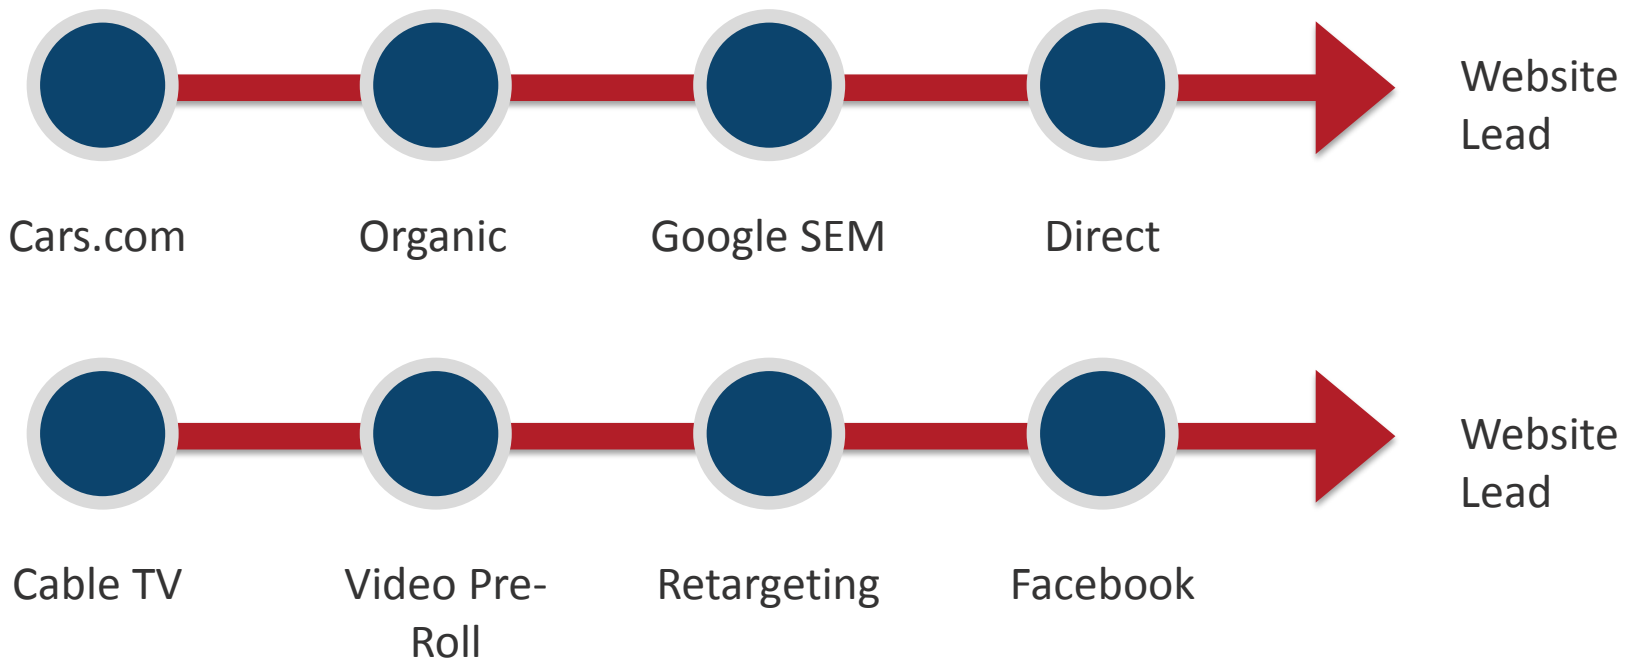 Website
Lead
Cars.com
Organic
Google SEM
Direct
Website
Lead
Cable TV
Video Pre-
Roll
Retargeting
Facebook